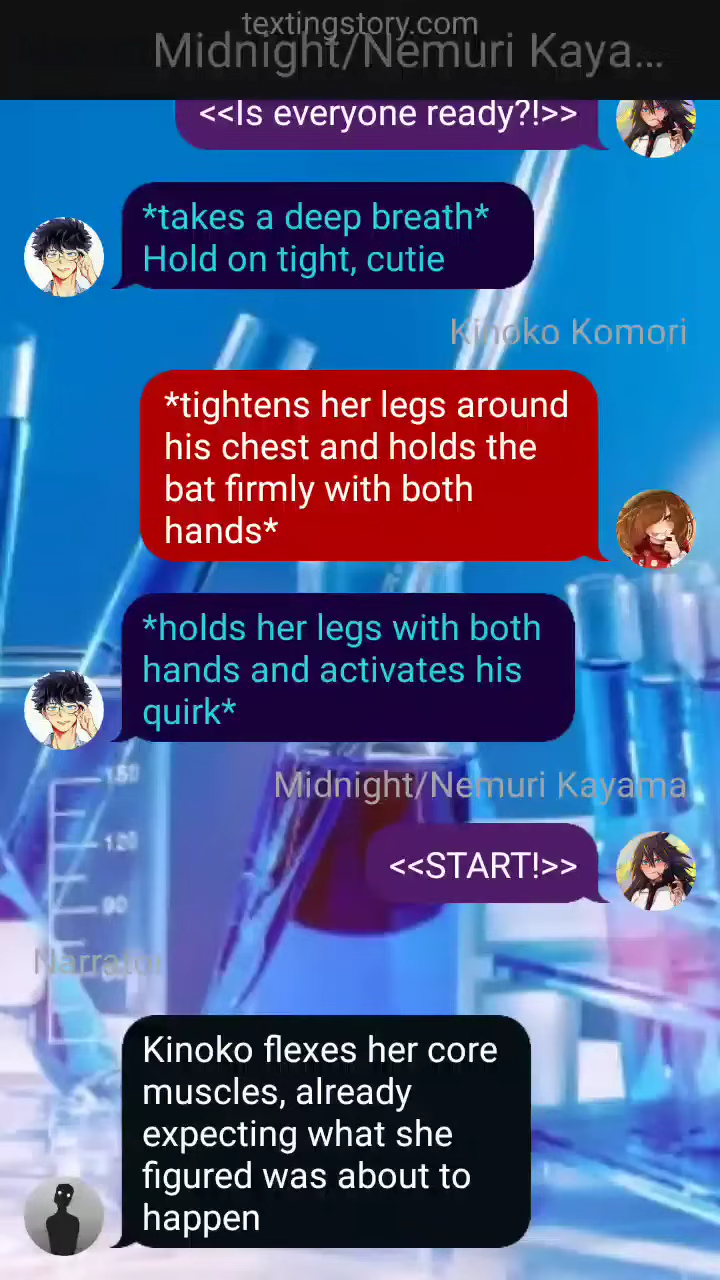 textingstory.com
Midnight/Nemuri Kaya...
<<Is everyone ready?!>>
*takes a deep breath*
Hold on tight, cutie
Kinoko Komori
*tightens her legs around
his chest and holds the
bat firmly with both
hands*
*holds her legs with both
hands and activates his
quirk*
Midnight/Nemuri Kayama
<<START!>>
150
120
90
Narrator
Kinoko flexes her core
muscles, already
expecting what she
figured was about to
happen